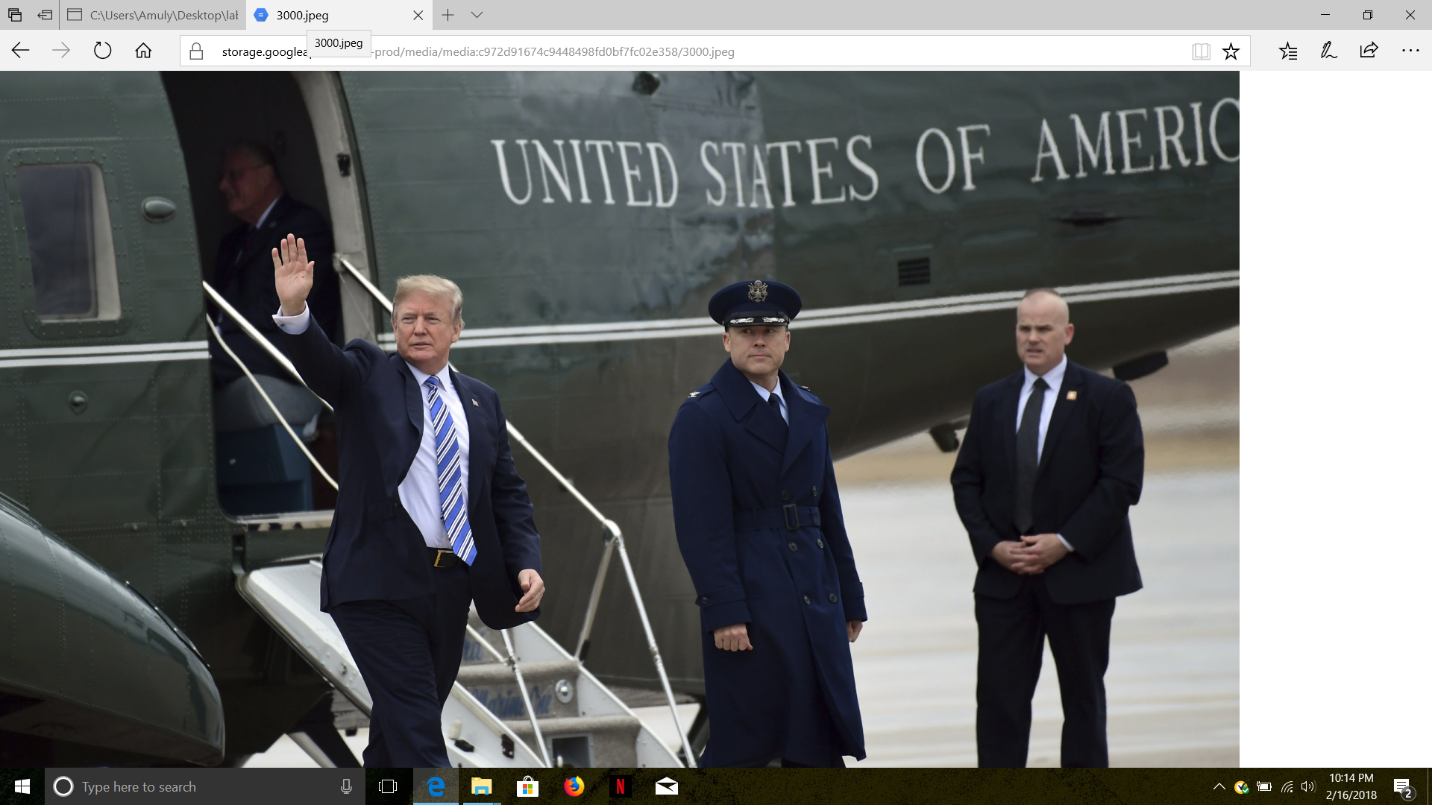 C:\Users\Amuly\Desktop\lal
3000.jpeg
3000.jpeg
storage.googlea
-prod/media/media:c972d91674c9448498fd0bf7fc02e358/3000.jpeg
UNITED STATES OF AMERIC
Type here to search
10:14 PM
2/16/2018
2